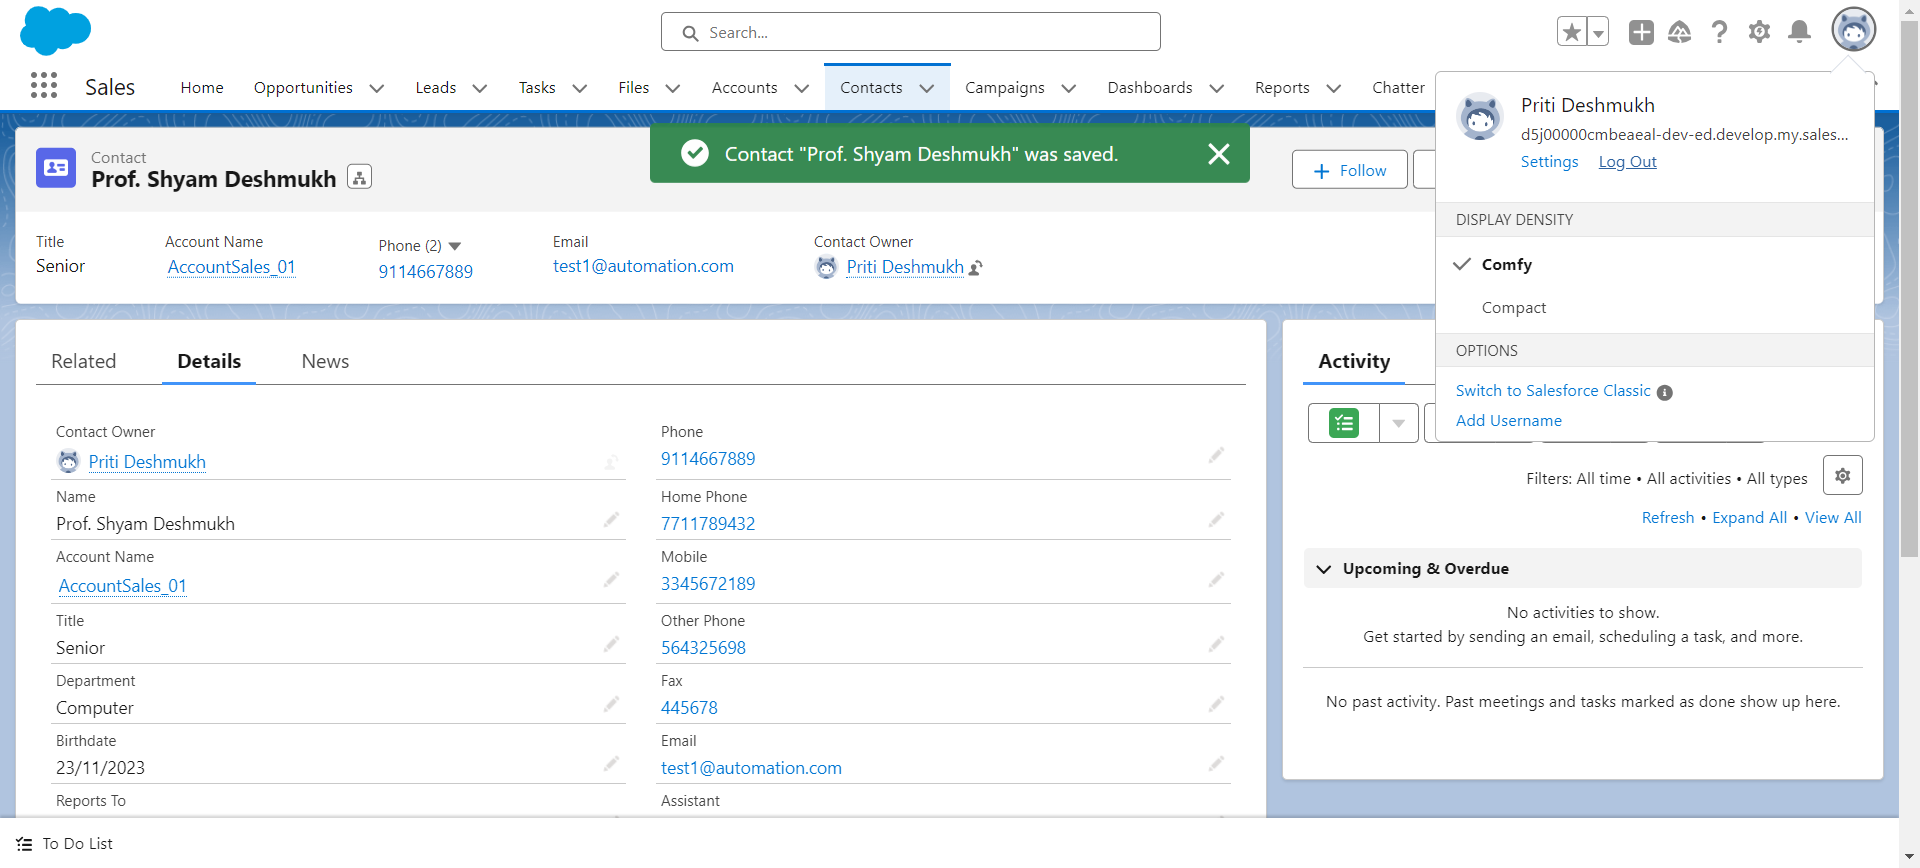 Search...
Sales
Home
Opportunities
Leads
Tasks
Files
Accounts
Contacts
Campaigns
Dashboards
Reports
Chatter
Contact
Prof. Shyam Deshmukh
Contact "Prof. Shyam Deshmukh" was saved.
Follow
Title
Senior
Account Name
AccountSales_01
Phone (2)
9114667889
Email
test1@automation.com
Contact Owner
Priti Deshmukh
Priti Deshmukh
d5j00000cmbeaeal-dev-ed.develop.my.sales...
Settings
Log Out
DISPLAY DENSITY
Comfy
Compact
OPTIONS
Switch to Salesforce Classic
Add Username
Related
Details
News
Contact Owner
Priti Deshmukh
Name
Prof. Shyam Deshmukh
Account Name
AccountSales_01
Title
Senior
Department
Computer
Birthdate
23/11/2023
Reports To
Phone
9114667889
Home Phone
7711789432
Mobile
3345672189
Other Phone
564325698
Fax
445678
Email
test1@automation.com
Assistant
Activity
Filters: All time • All activities • All types
Refresh • Expand All • View All
Upcoming & Overdue
No activities to show.
Get started by sending an email, scheduling a task, and more.
No past activity. Past meetings and tasks marked as done show up here.
To Do List